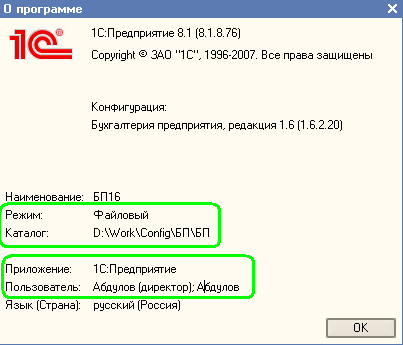 О программе
1С
1С:Предприятие 8.1 (8.1.8.76)
Copyright © ЗАО "1С", 1996-2007. Все права защищены
Конфигурация:
Бухгалтерия предприятия, редакция 1.6 (1.6.2.20)
Наименование: БП16
Режим: Файловый
Каталог: D:\Work\Config\БП\БП
Приложение: 1С:Предприятие
Пользователь: Абдулов (директор); Абдулов
Язык (Страна): русский (Россия)
OK